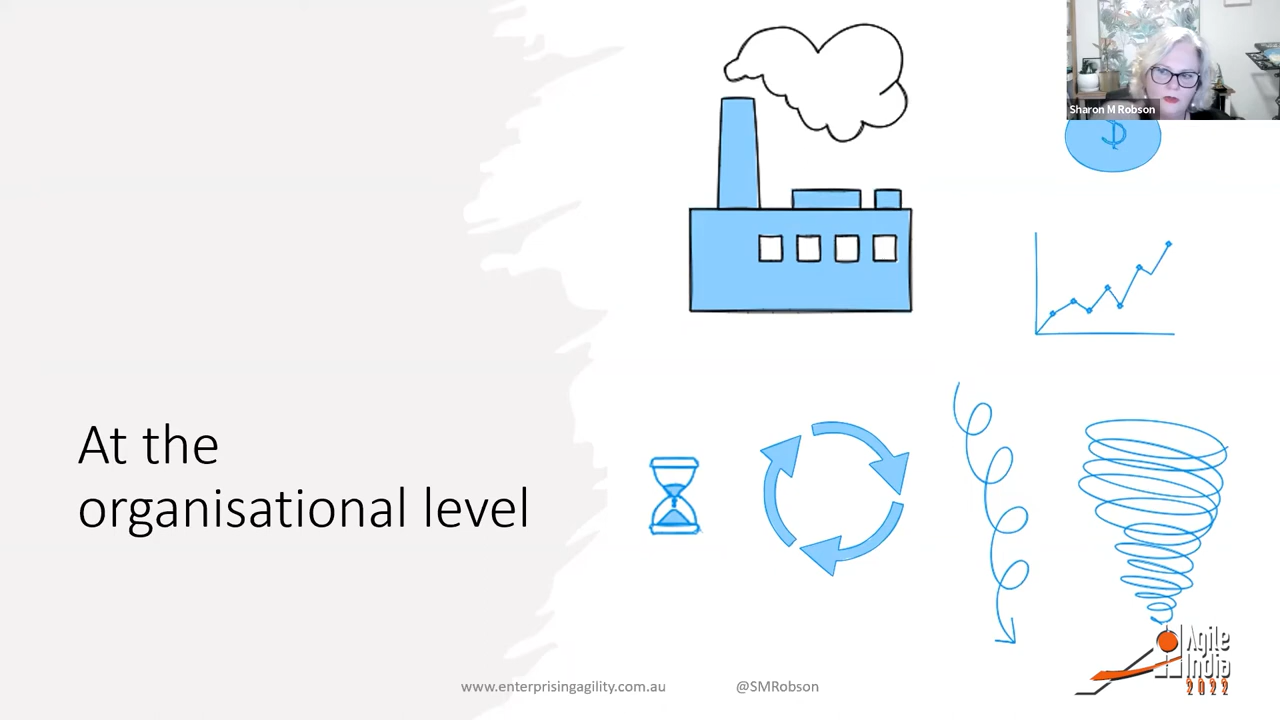 Sharon M Robson
$
At the
organisational level
www.enterprisingagility.com.au @SMRobson
Agile
India
2022